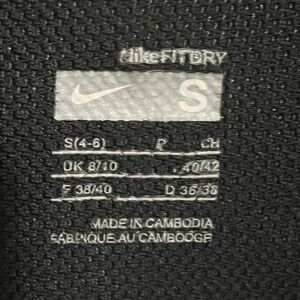 NikeFITDRY
S
S(4-6) P CH
UK 8/10 40/42
F 38/40 D 36/38
MADE IN CAMBODIA
FABRIQUE AU CAMBODGE